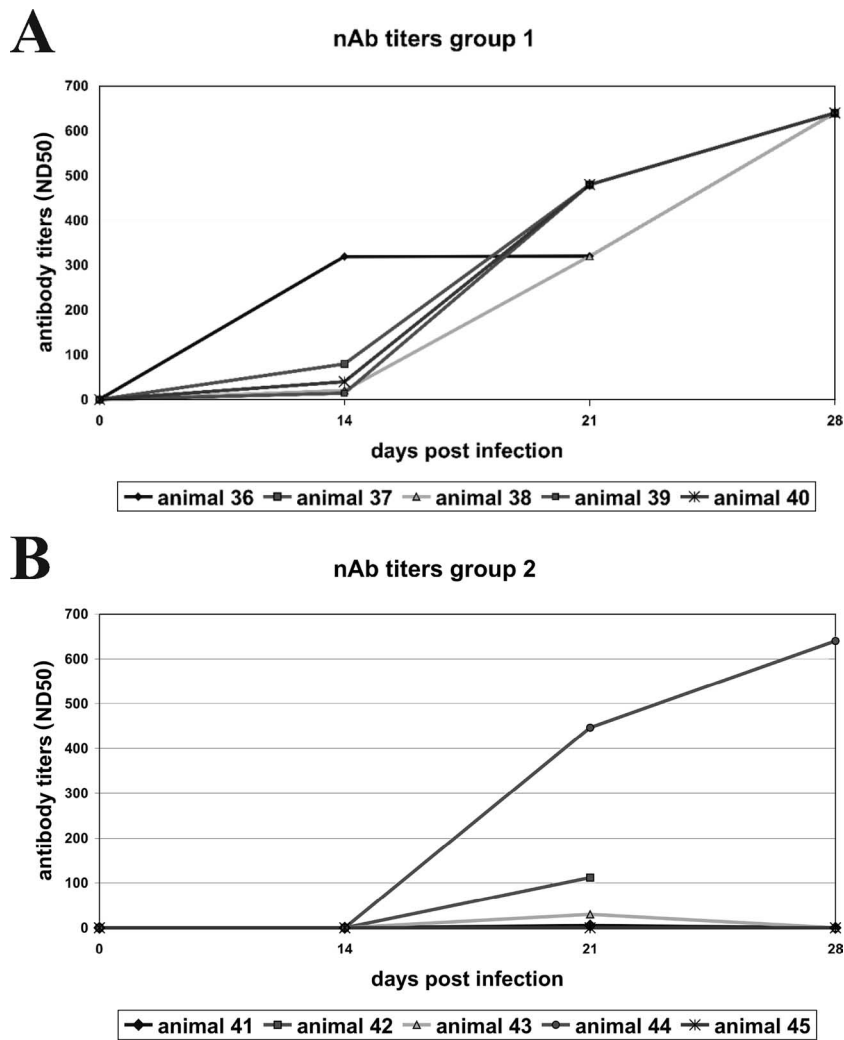 A
nAb titers group 1
antibody titers (ND50)
700
600
500
400
300
200
100
0
0 14 21 28
days post infection
animal 36 animal 37 animal 38 animal 39 animal 40
B
nAb titers group 2
antibody titers (ND50)
700
600
500
400
300
200
100
0
0 14 21 28
days post infection
animal 41 animal 42 animal 43 animal 44 animal 45